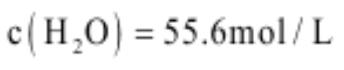 c(H₂O) = 55.6mol/L